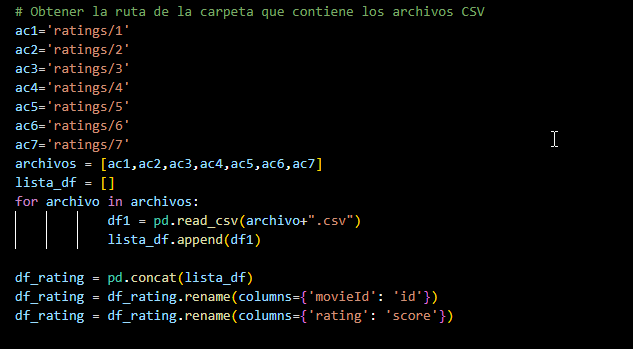 # Obtener la ruta de la carpeta que contiene los archivos CSV
ac1='ratings/1'
ac2='ratings/2'
ac3='ratings/3'
ac4='ratings/4'
ac5='ratings/5'
ac6='ratings/6'
ac7='ratings/7'
archivos = [ac1,ac2,ac3,ac4,ac5,ac6,ac7]
lista_df = []
for archivo in archivos:
            df1 = pd.read_csv(archivo+".csv")
            lista_df.append(df1)

df_rating = pd.concat(lista_df)
df_rating = df_rating.rename(columns={'movieId': 'id'})
df_rating = df_rating.rename(columns={'rating': 'score'})